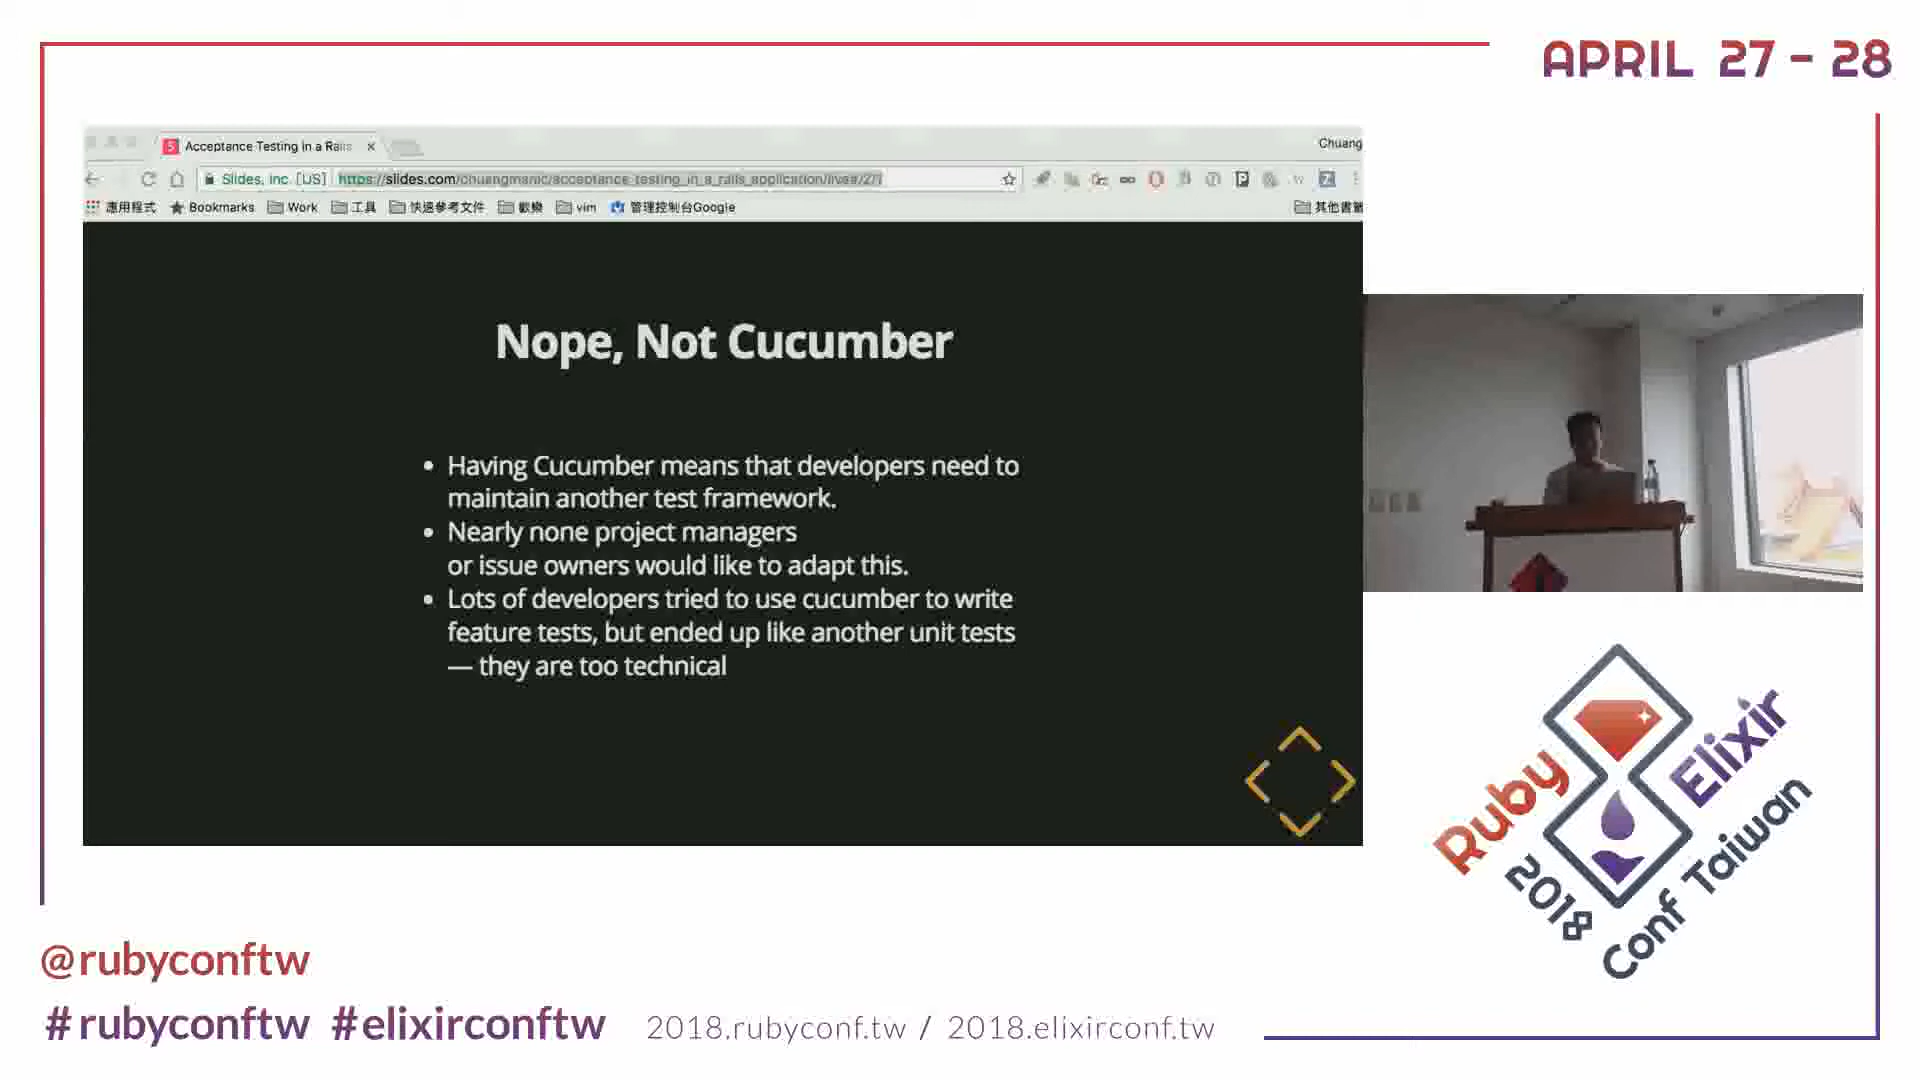 APRIL 27 - 28
Acceptance Testing in a Rails
Chuang
Slides, Inc. [US]
https://slides.com/chuangmanic/acceptance_testing_in_a_rails_application/live#/2/1
應用程式 Bookmarks Work 工具 快速參考文件 歡樂 vim 管理控制台Google 其他書籤
Nope, Not Cucumber
• Having Cucumber means that developers need to
maintain another test framework.
• Nearly none project managers
or issue owners would like to adapt this.
• Lots of developers tried to use cucumber to write
feature tests, but ended up like another unit tests
— they are too technical
Ruby Elixir
2018 Conf Taiwan
@rubyconftw
#rubyconftw #elixirconftw 2018.rubyconf.tw / 2018.elixirconf.tw